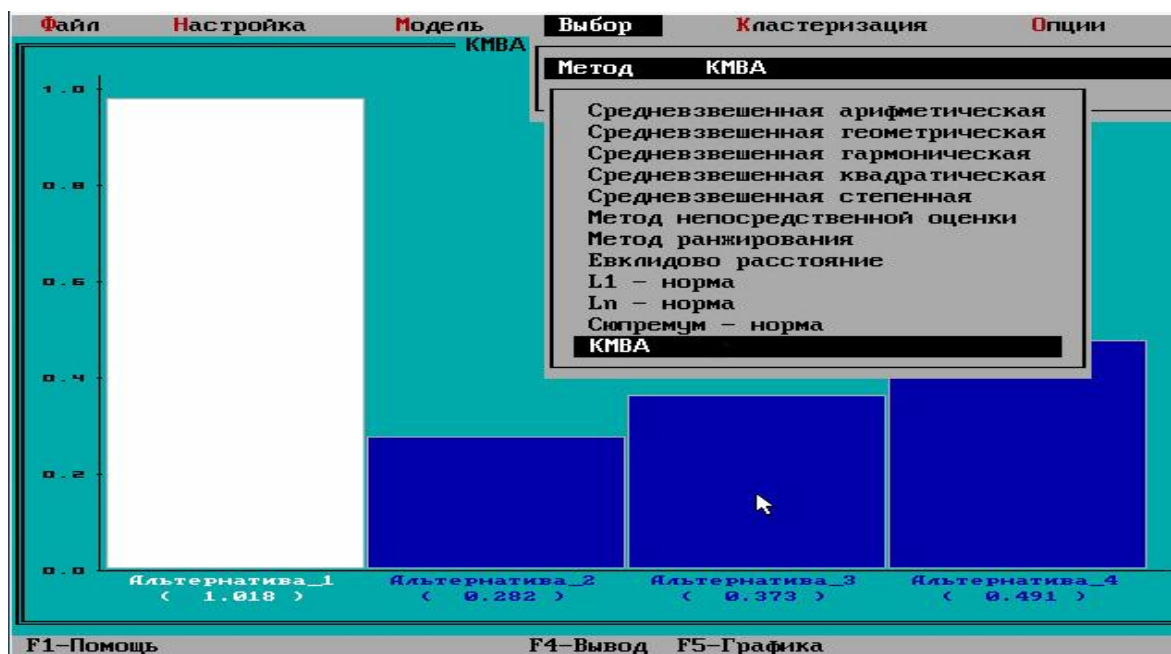 Файл Настройка Модель Выбор Кластеризация Опции
КМВА
Метод КМВА
Средневзвешенная арифметическая
Средневзвешенная геометрическая
Средневзвешенная гармоническая
Средневзвешенная квадратическая
Средневзвешенная степенная
Метод непосредственной оценки
Метод ранжирования
Евклидово расстояние
L1 - норма
Ln - норма
Сюпремум - норма
КМВА
1.0
0.8
0.6
0.4
0.2
0.0
Альтернатива_1 Альтернатива_2 Альтернатива_3 Альтернатива_4
( 1.018 ) ( 0.282 ) ( 0.373 ) ( 0.491 )
F1-Помощь F4-Вывод F5-Графика